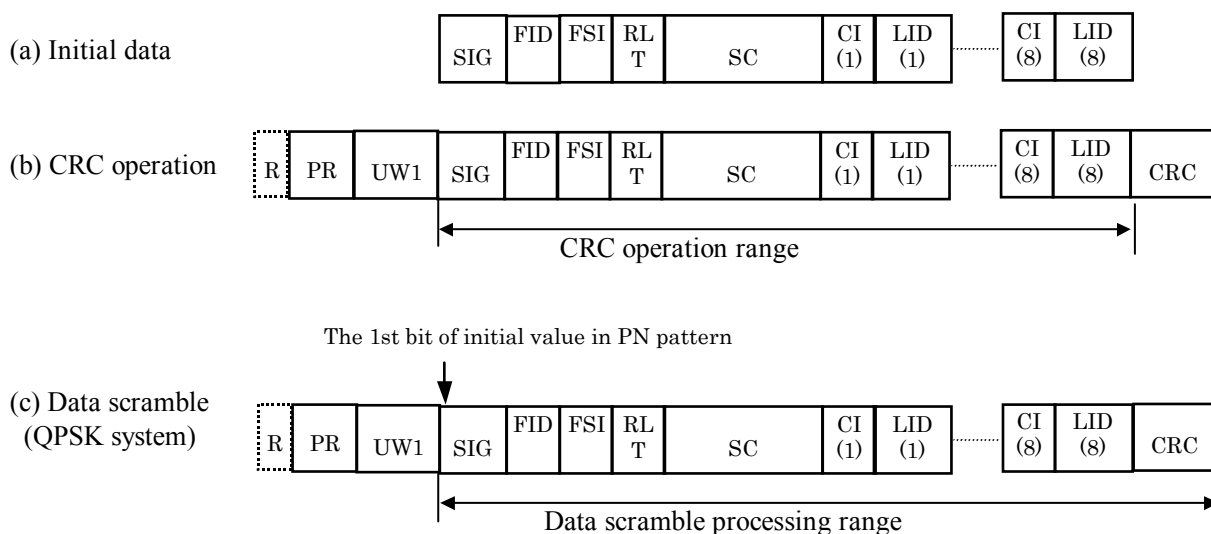 (a) Initial data
SIG FID FSI RL T SC CI (1) LID (1) CI (8) LID (8)
(b) CRC operation
R PR UW1 SIG FID FSI RL T SC CI (1) LID (1) CI (8) LID (8) CRC
CRC operation range
The 1st bit of initial value in PN pattern
(c) Data scramble
(QPSK system)
R PR UW1 SIG FID FSI RL T SC CI (1) LID (1) CI (8) LID (8) CRC
Data scramble processing range